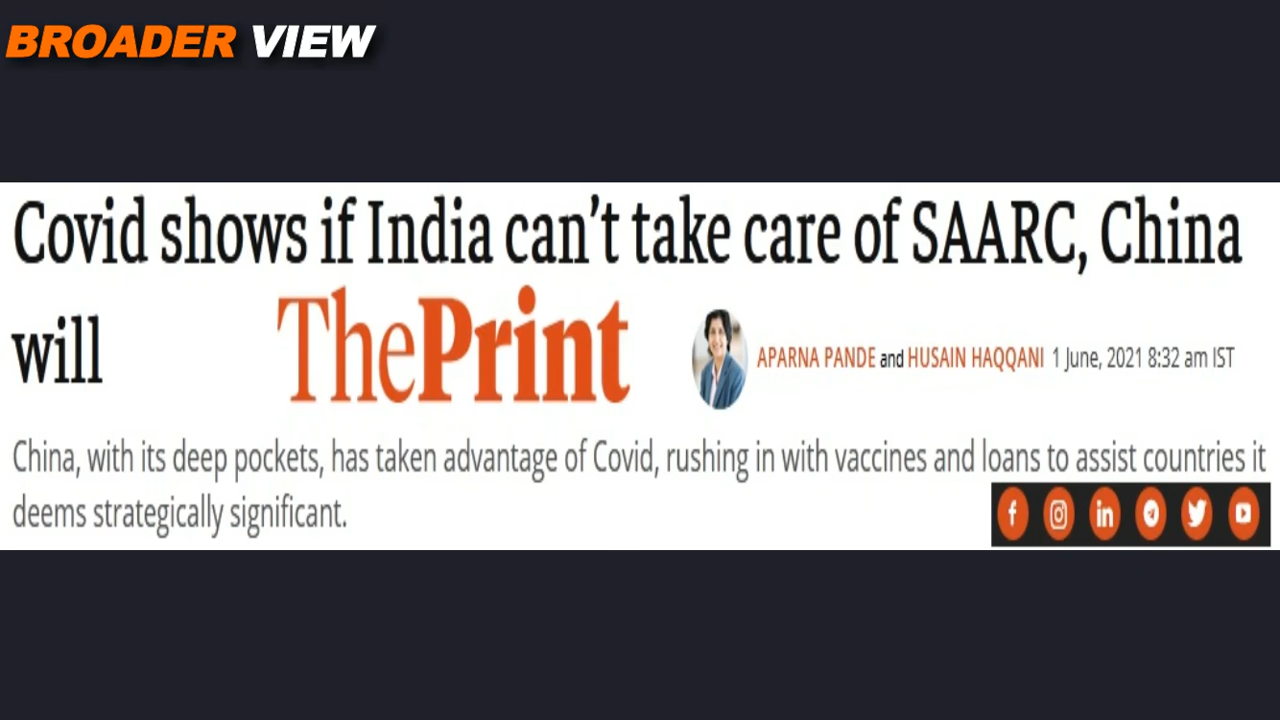 BROADER VIEW
Covid shows if India can't take care of SAARC, China
will
ThePrint
APARNA PANDE and HUSAIN HAQQANI 1 June, 2021 8:32 am IST
China, with its deep pockets, has taken advantage of Covid, rushing in with vaccines and loans to assist countries it
deems strategically significant.